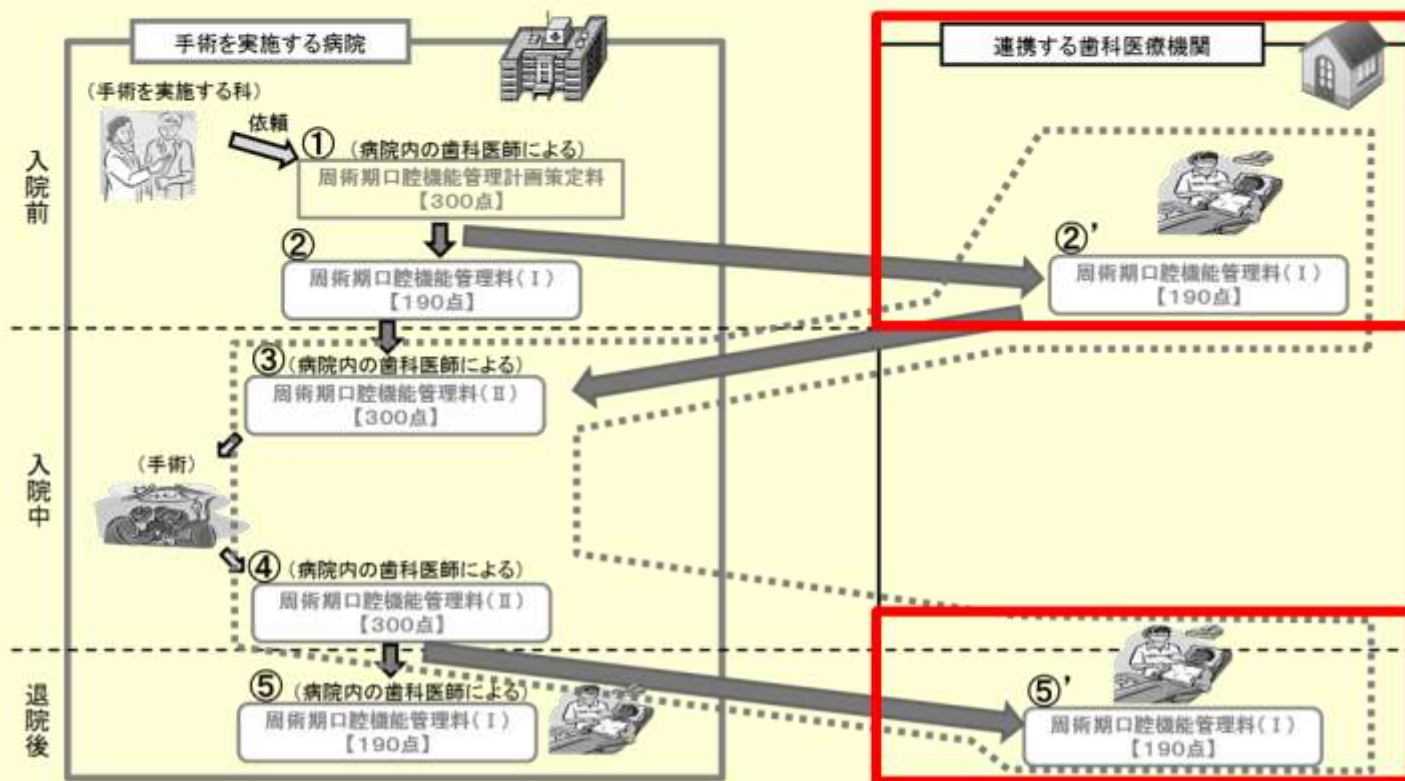 手術を実施する病院
連携する歯科医療機関
(手術を実施する科)
依頼
入院前
① (病院内の歯科医師による)
周術期口腔機能管理計画策定料
【300点】
②
周術期口腔機能管理料(Ⅰ)
【190点】
②'
周術期口腔機能管理料(Ⅰ)
【190点】
入院中
③ (病院内の歯科医師による)
周術期口腔機能管理料(Ⅱ)
【300点】
(手術)
④ (病院内の歯科医師による)
周術期口腔機能管理料(Ⅱ)
【300点】
退院後
⑤ (病院内の歯科医師による)
周術期口腔機能管理料(Ⅰ)
【190点】
⑤'
周術期口腔機能管理料(Ⅰ)
【190点】